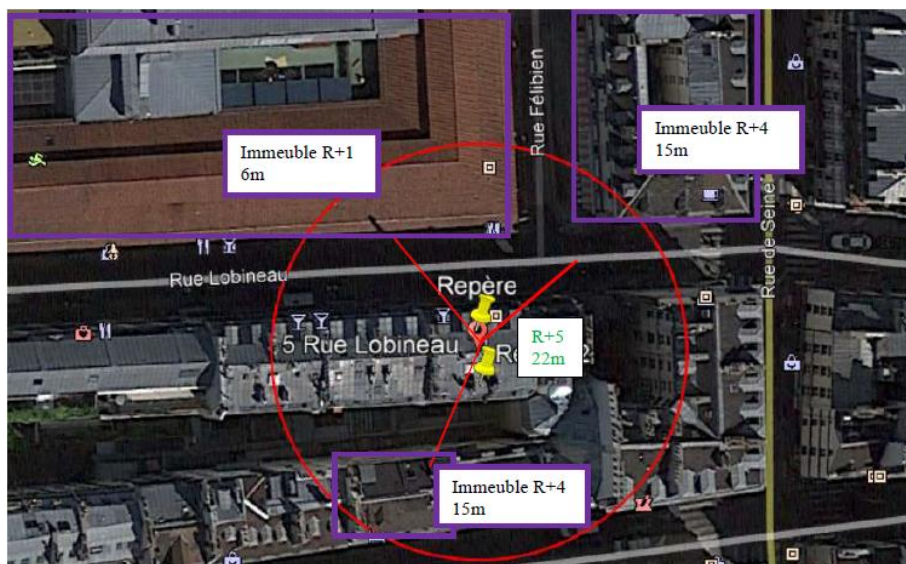 Immeuble R+1
6m
Rue Félibien
Immeuble R+4
15m
Rue de Seine
Rue Lobineau
Repère
5 Rue Lobineau
R+5
22m
Immeuble R+4
15m